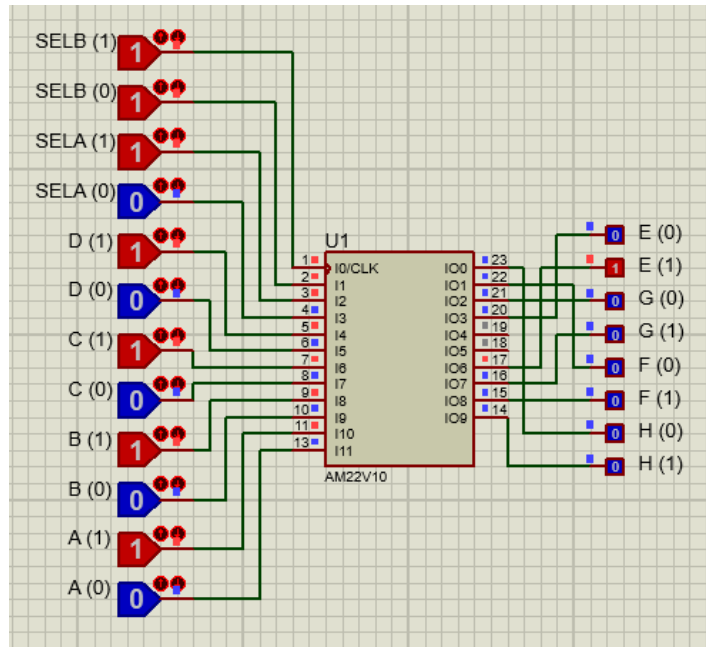 SELB (1)
1
SELB (0)
1
SELA (1)
1
SELA (0)
0
D (1)
1
D (0)
0
C (1)
1
C (0)
0
B (1)
1
B (0)
0
A (1)
1
A (0)
0
U1
1 I0/CLK IO0 23
2 I1 IO1 22
3 I2 IO2 21
4 I3 IO3 20
5 I4 IO4 19
6 I5 IO5 18
7 I6 IO6 17
8 I7 IO7 16
9 I8 IO8 15
10 I9 IO9 14
11 I10
13 I11
AM22V10
0 E (0)
1 E (1)
0 G (0)
0 G (1)
0 F (0)
0 F (1)
0 H (0)
0 H (1)